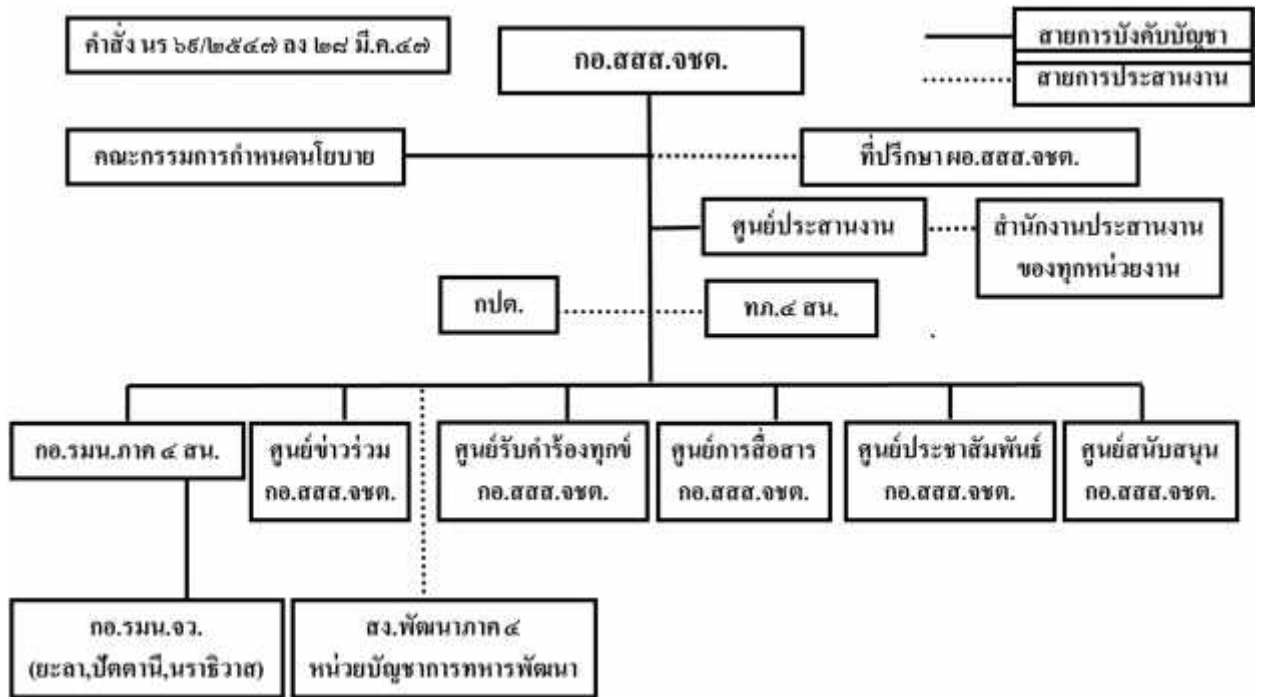 คำสั่ง นร ๖๙/๒๕๔๗ ลง ๒๘ มี.ค.๔๗
กอ.สสส.จชต.
สายการบังคับบัญชา
สายการประสานงาน
คณะกรรมการกำหนดนโยบาย
ที่ปรึกษา ผอ.สสส.จชต.
ศูนย์ประสานงาน
สำนักงานประสานงาน
ของทุกหน่วยงาน
กปต.
ทภ.๔ สน.
กอ.รมน.ภาค ๔ สน.
ศูนย์ข่าวร่วม
กอ.สสส.จชต.
ศูนย์รับคำร้องทุกข์
กอ.สสส.จชต.
ศูนย์การสื่อสาร
กอ.สสส.จชต.
ศูนย์ประชาสัมพันธ์
กอ.สสส.จชต.
ศูนย์สนับสนุน
กอ.สสส.จชต.
กอ.รมน.จว.
(ยะลา,ปัตตานี,นราธิวาส)
สง.พัฒนาภาค ๔
หน่วยบัญชาการทหารพัฒนา